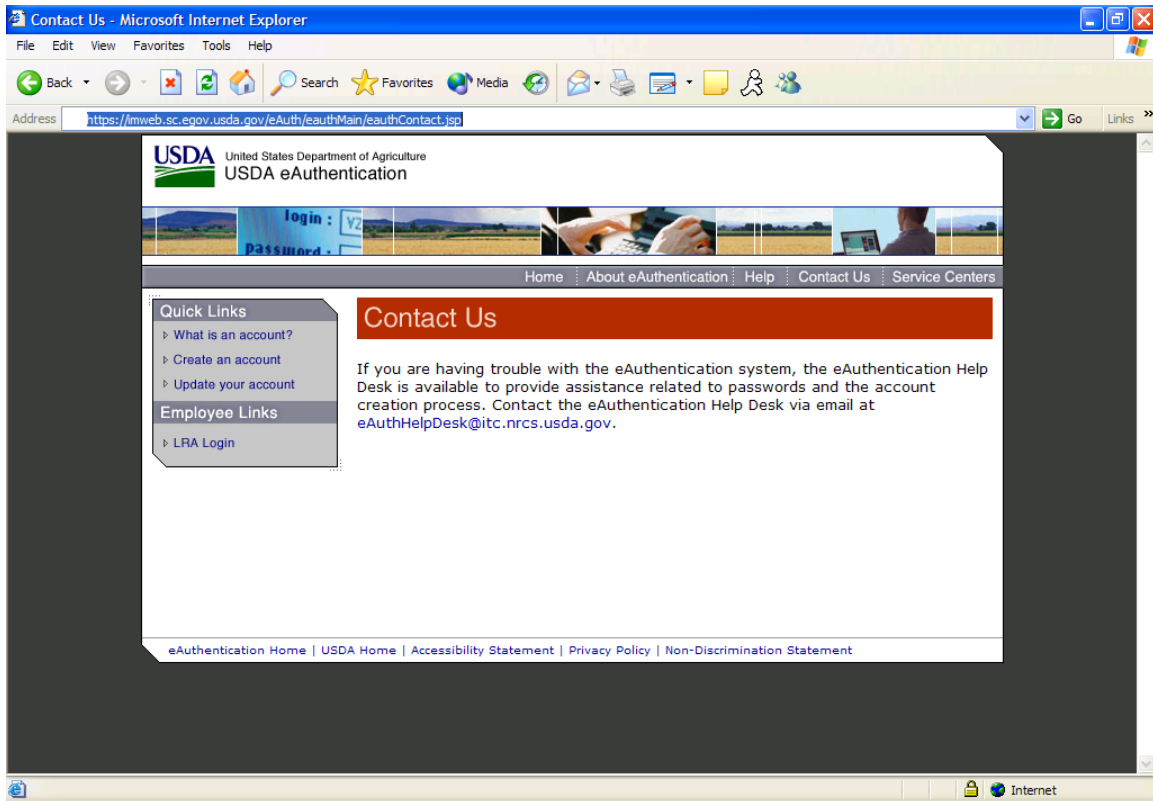 Contact Us - Microsoft Internet Explorer
File Edit View Favorites Tools Help
Back Search Favorites Media
Address https://imweb.sc.egov.usda.gov/eAuth/eauthMain/eauthContact.jsp Go Links »
USDA United States Department of Agriculture
USDA eAuthentication
login :
password :
Home About eAuthentication Help Contact Us Service Centers
Quick Links
What is an account?
Create an account
Update your account
Employee Links
LRA Login
Contact Us
If you are having trouble with the eAuthentication system, the eAuthentication Help
Desk is available to provide assistance related to passwords and the account
creation process. Contact the eAuthentication Help Desk via email at
eAuthHelpDesk@itc.nrcs.usda.gov.
eAuthentication Home | USDA Home | Accessibility Statement | Privacy Policy | Non-Discrimination Statement
Internet